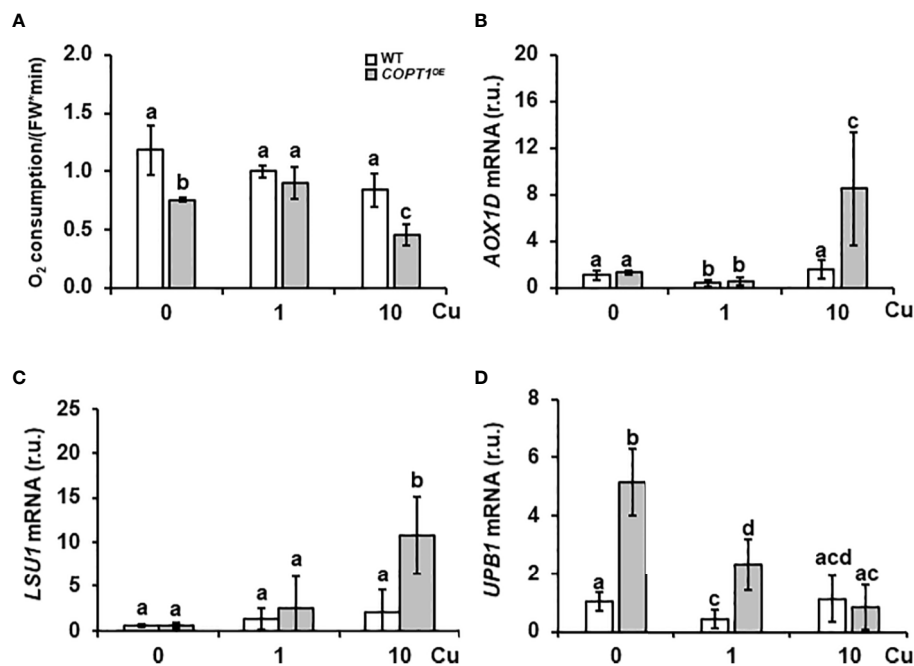 A
O2 consumption/(FW*min)
2.0
1.5
1.0
0.5
0.0
WT
COPT1OE
a
b
a
a
a
c
0
1
10
Cu
B
AOX1D mRNA (r.u.)
20
16
12
8
4
0
a
a
b
b
a
c
0
1
10
Cu
C
LSU1 mRNA (r.u.)
25
20
15
10
5
0
a
a
a
a
a
b
0
1
10
Cu
D
UPB1 mRNA (r.u.)
8
6
4
2
0
a
b
c
d
acd
ac
0
1
10
Cu